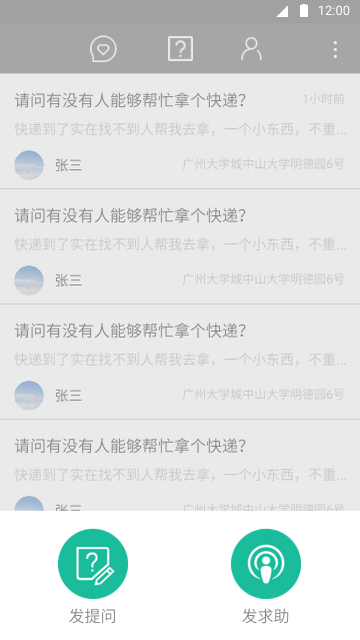 12:00
请问有没有人能够帮忙拿个快递？
1小时前
快递到了实在找不到人帮我去拿，一个小东西，不重...
张三
广州大学城中山大学明德园6号
请问有没有人能够帮忙拿个快递？
快递到了实在找不到人帮我去拿，一个小东西，不重...
张三
广州大学城中山大学明德园6号
请问有没有人能够帮忙拿个快递？
快递到了实在找不到人帮我去拿，一个小东西，不重...
张三
广州大学城中山大学明德园6号
请问有没有人能够帮忙拿个快递？
快递到了实在找不到人帮我去拿，一个小东西，不重...
张三
广州大学城中山大学明德园6号
发提问
发求助